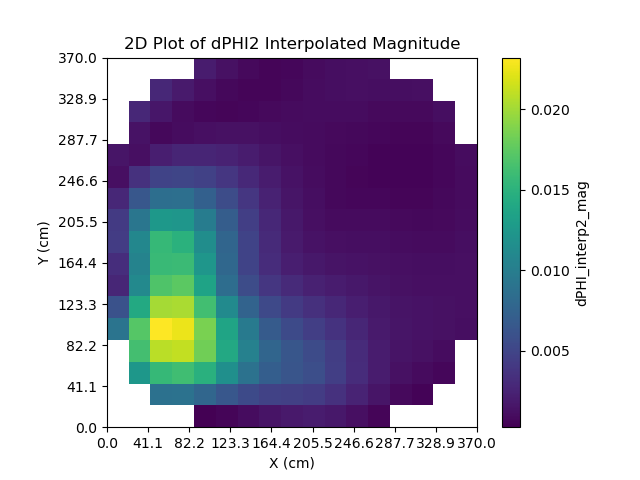 2D Plot of dPHI2 Interpolated Magnitude
370.0
328.9
287.7
246.6
205.5
164.4
123.3
82.2
41.1
0.0
Y (cm)
0.0 41.1 82.2 123.3 164.4 205.5 246.6 287.7 328.9 370.0
X (cm)
0.020
0.015
0.010
0.005
dPHI_interp2_mag